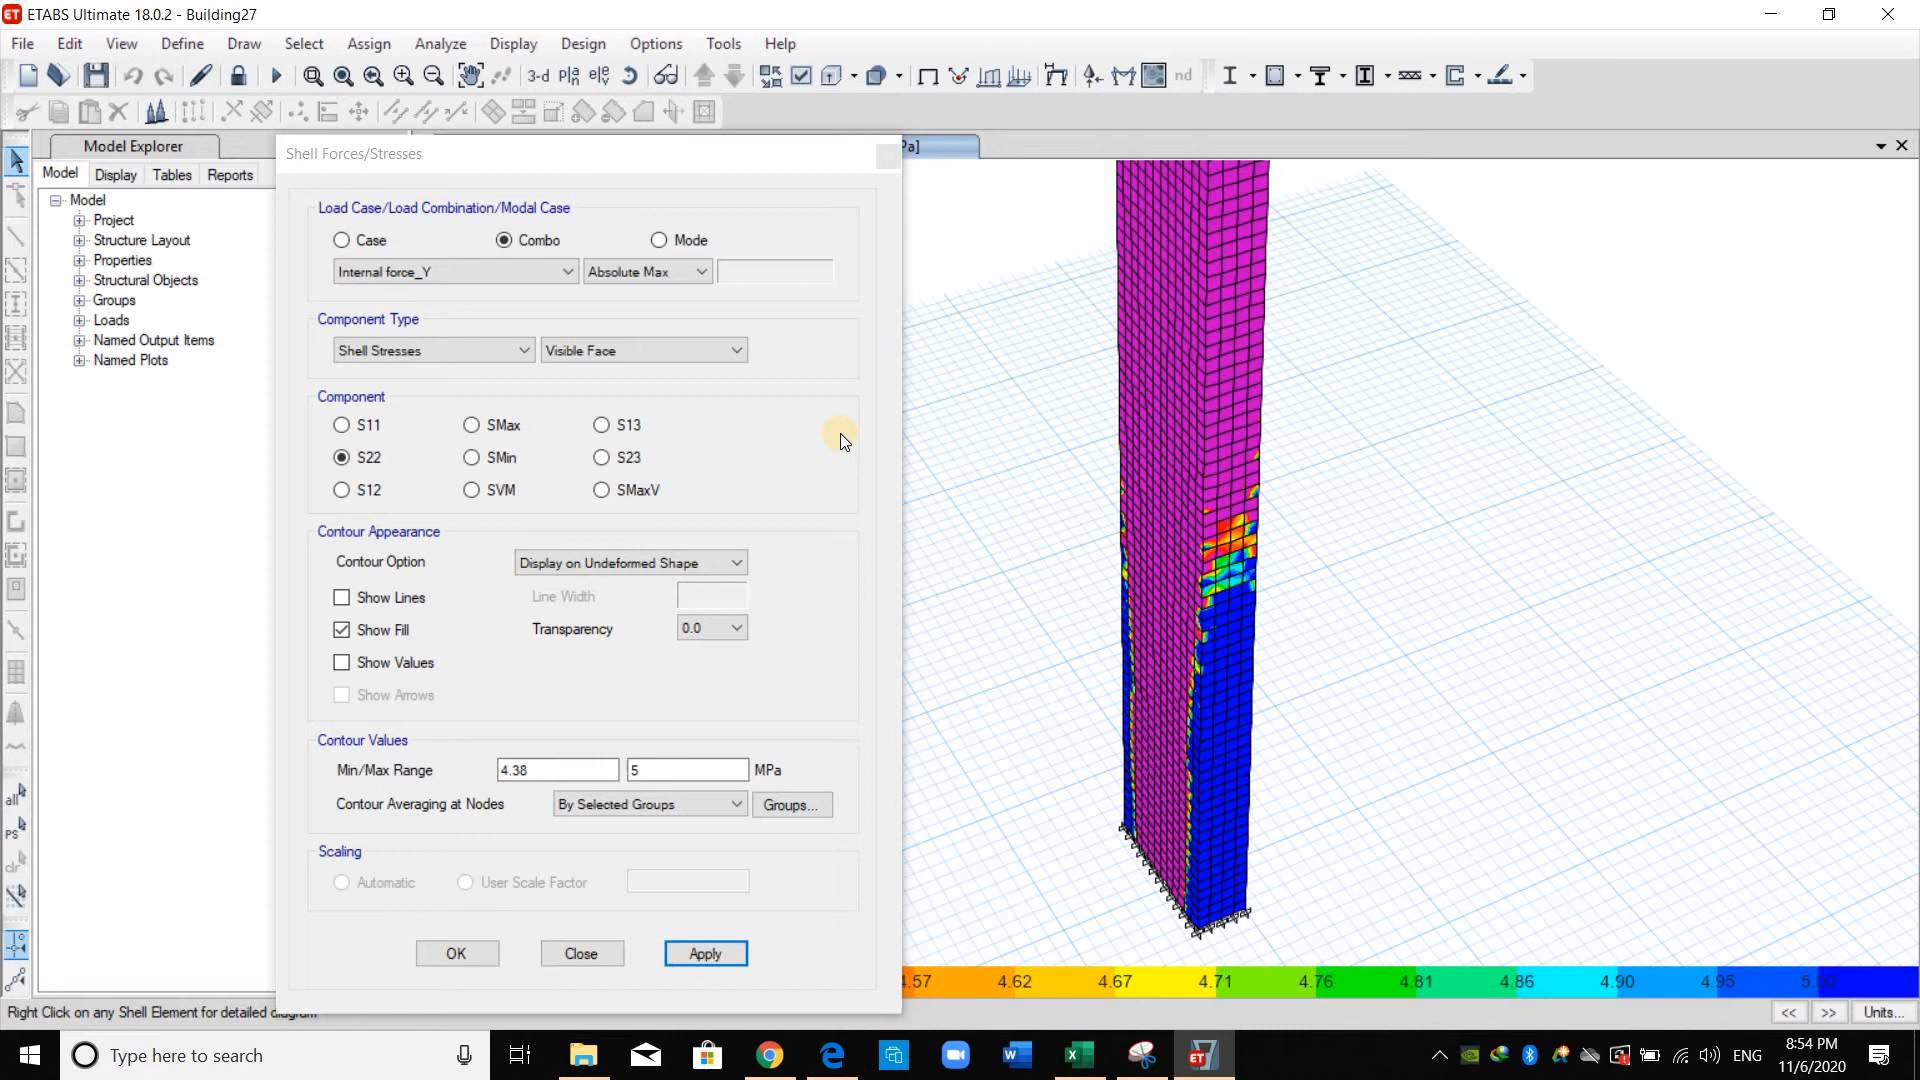 ETABS Ultimate 18.0.2 - Building27
File Edit View Define Draw Select Assign Analyze Display Design Options Tools Help
3-d pla ele nd
Model Explorer
Pa]
Model Display Tables Reports
Model
Project
Structure Layout
Properties
Structural Objects
Groups
Loads
Named Output Items
Named Plots
all
PS
clr
Shell Forces/Stresses
Load Case/Load Combination/Modal Case
Case Combo Mode
Internal force_Y Absolute Max
Component Type
Shell Stresses Visible Face
Component
S11 SMax S13
S22 SMin S23
S12 SVM SMaxV
Contour Appearance
Contour Option Display on Undeformed Shape
Show Lines Line Width
Show Fill Transparency 0.0
Show Values
Show Arrows
Contour Values
Min/Max Range 4.38 5 MPa
Contour Averaging at Nodes By Selected Groups Groups...
Scaling
Automatic User Scale Factor
OK Close Apply
4.57 4.62 4.67 4.71 4.76 4.81 4.86 4.90 4.95 5.00
Right Click on any Shell Element for detailed diagram
<< >> Units...
Type here to search
ENG
8:54 PM
11/6/2020